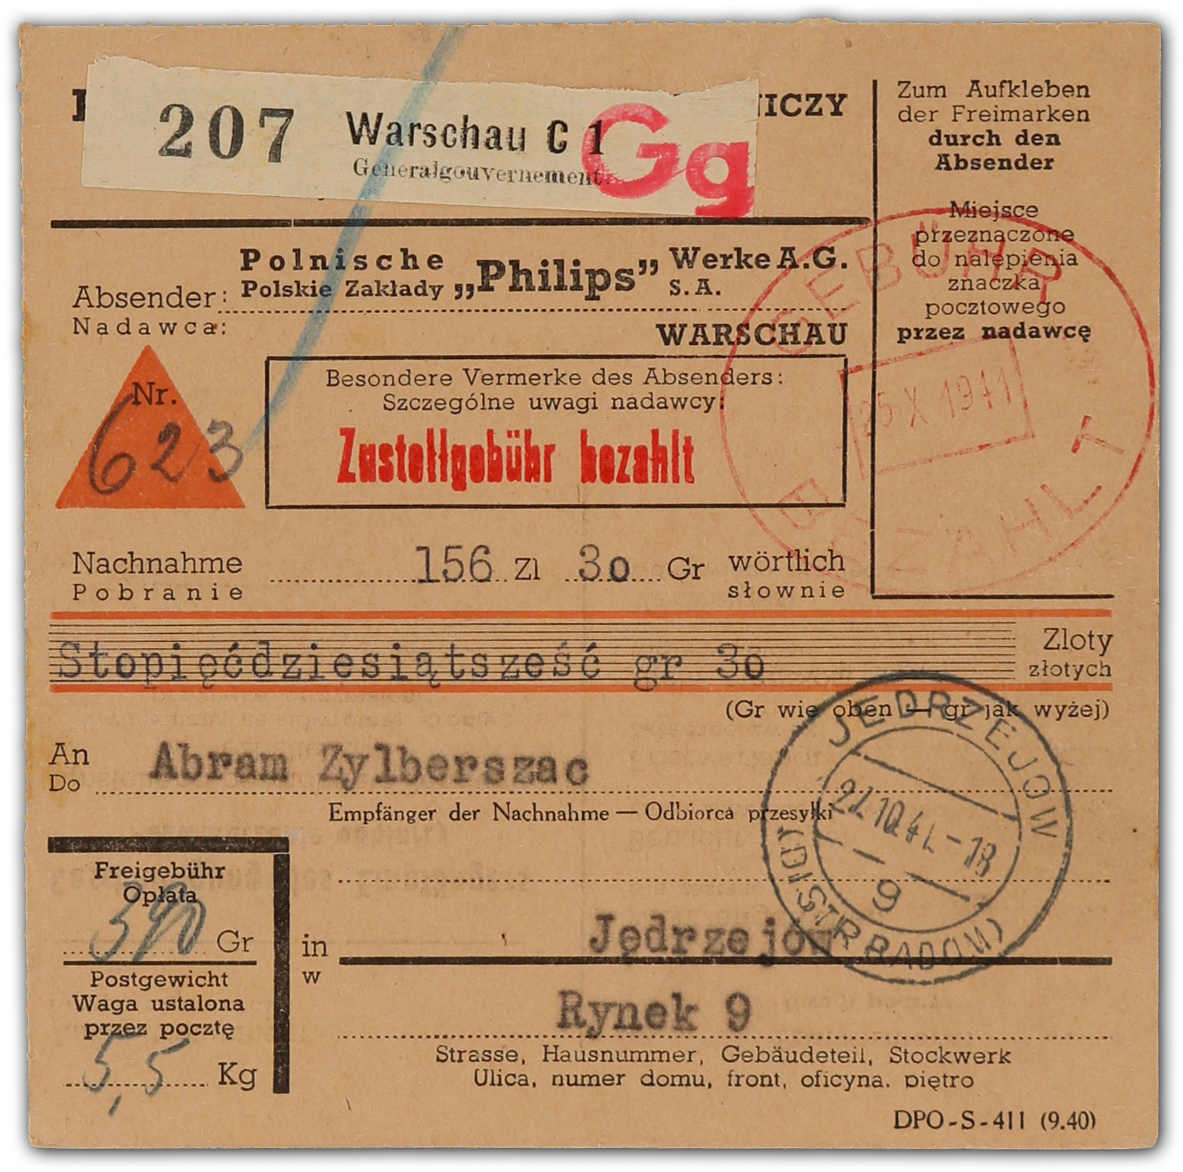 207 Warschau C 1 Gg
Generalgouvernement
NICZY
Zum Aufkleben
der Freimarken
durch den
Absender
Miejsce
przeznaczone
do nalepienia
znaczka
pocztowego
przez nadawcę
GEBÜHR
25.X.1941
BEZAHLT
Absender: Polnische „Philips” Werke A.G.
Nadawca: Polskie Zakłady S.A.
WARSCHAU
Nr.
623
Besondere Vermerke des Absenders:
Szczególne uwagi nadawcy:
Zustellgebühr bezahlt
Nachnahme 156 Zl 30 Gr wörtlich
Pobranie słownie
Stopięćdziesiątsześć gr 30 Zloty
złotych
(Gr wie oben — gr jak wyżej)
An Abram Zylberszac
Do
Empfänger der Nachnahme — Odbiorca przesyłki
JEDRZEJOW
10.41.-18
g
(DISTR RADOM)
Freigebühr
Opłata
390 Gr
Postgewicht
Waga ustalona
przez pocztę
5,5 Kg
in Jędrzejów
w
Rynek 9
Strasse, Hausnummer, Gebäudeteil, Stockwerk
Ulica, numer domu, front, oficyna, piętro
DPO-S-411 (9.40)